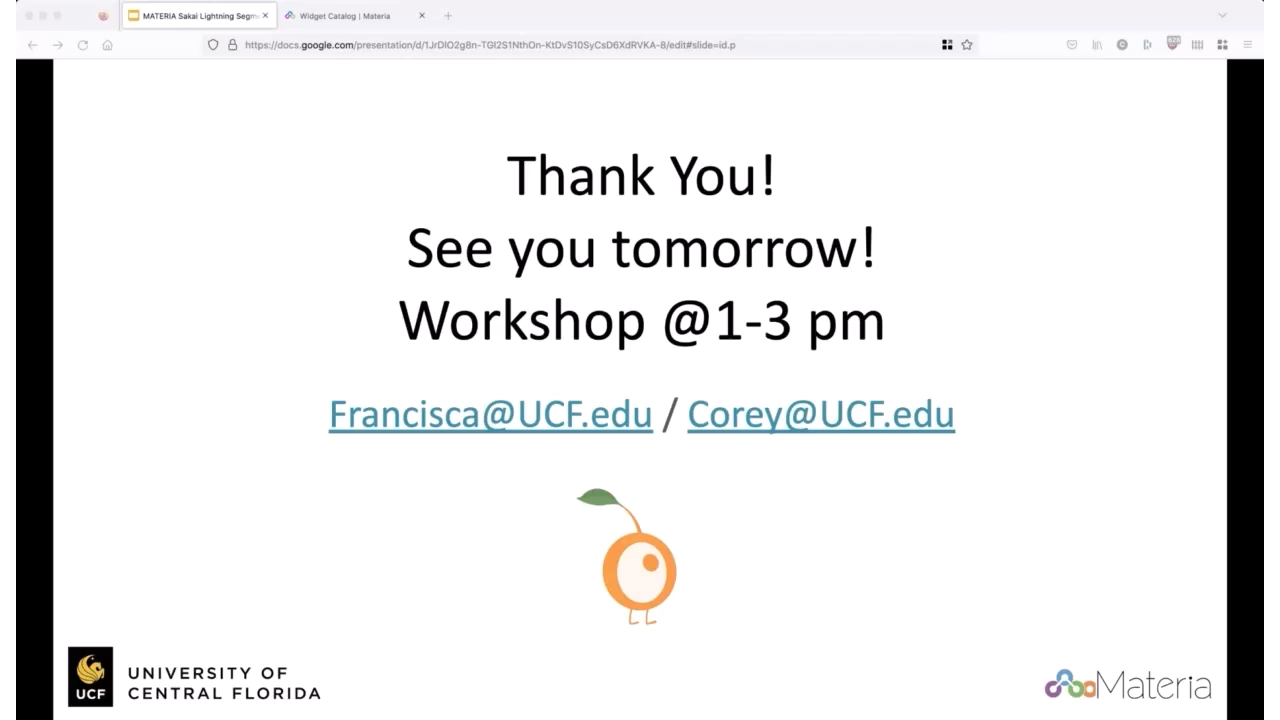 MATERIA Sakai Lightning Segm
Widget Catalog | Materia
https://docs.google.com/presentation/d/1JrDlO2g8n-TGI2S1NthOn-KtDvS10SyCsD6XdRVKA-8/edit#slide=id.p
Thank You!
See you tomorrow!
Workshop @1-3 pm
Francisca@UCF.edu / Corey@UCF.edu
UCF
UNIVERSITY OF
CENTRAL FLORIDA
Materia